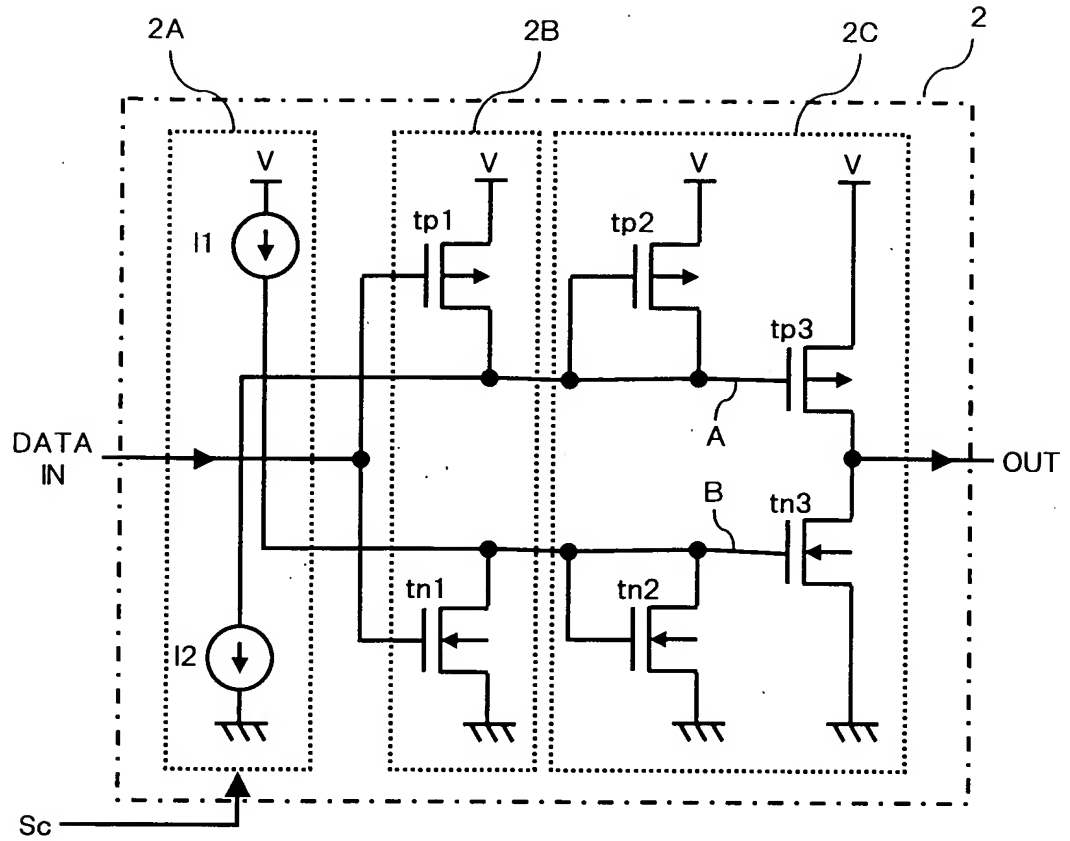 2A
2B
2C
2
V
V
V
V
I1
tp1
tp2
tp3
A
DATA
IN
OUT
B
tn3
tn1
tn2
I2
Sc